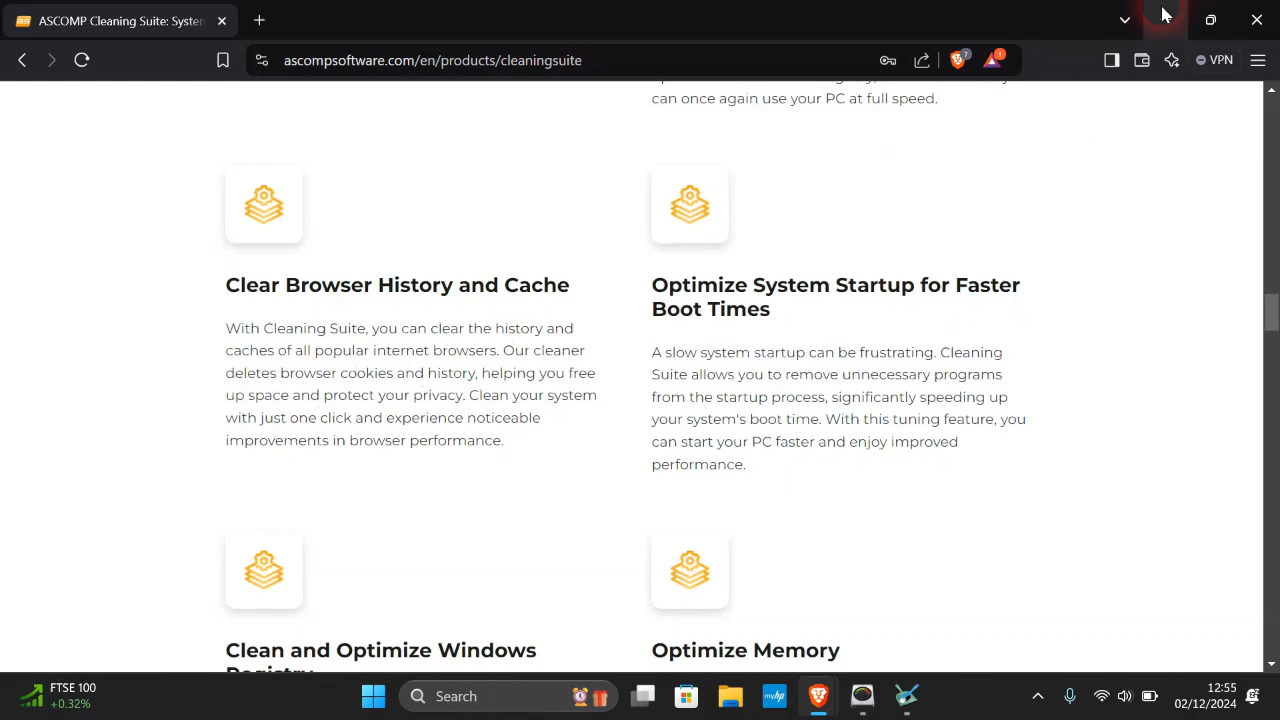 ASCOMP Cleaning Suite: System
ascompsoftware.com/en/products/cleaningsuite
7
1
VPN
can once again use your PC at full speed.
Clear Browser History and Cache
With Cleaning Suite, you can clear the history and
caches of all popular internet browsers. Our cleaner
deletes browser cookies and history, helping you free
up space and protect your privacy. Clean your system
with just one click and experience noticeable
improvements in browser performance.
Optimize System Startup for Faster
Boot Times
A slow system startup can be frustrating. Cleaning
Suite allows you to remove unnecessary programs
from the startup process, significantly speeding up
your system's boot time. With this tuning feature, you
can start your PC faster and enjoy improved
performance.
Clean and Optimize Windows
Registry
Optimize Memory
FTSE 100
+0.32%
Search
myhp
12:55
02/12/2024